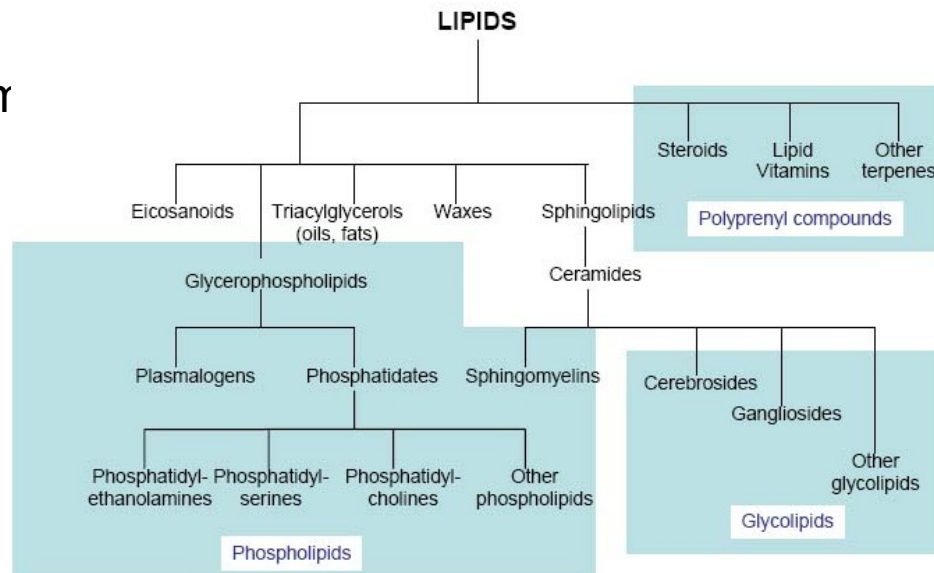 LIPIDS
Steroids
Lipid
Vitamins
Other
terpenes
Polyprenyl compounds
Eicosanoids
Triacylglycerols
(oils, fats)
Waxes
Sphingolipids
Glycerophospholipids
Ceramides
Plasmalogens
Phosphatidates
Sphingomyelins
Cerebrosides
Gangliosides
Other
glycolipids
Glycolipids
Phosphatidyl-
ethanolamines
Phosphatidyl-
serines
Phosphatidyl-
cholines
Other
phospholipids
Phospholipids